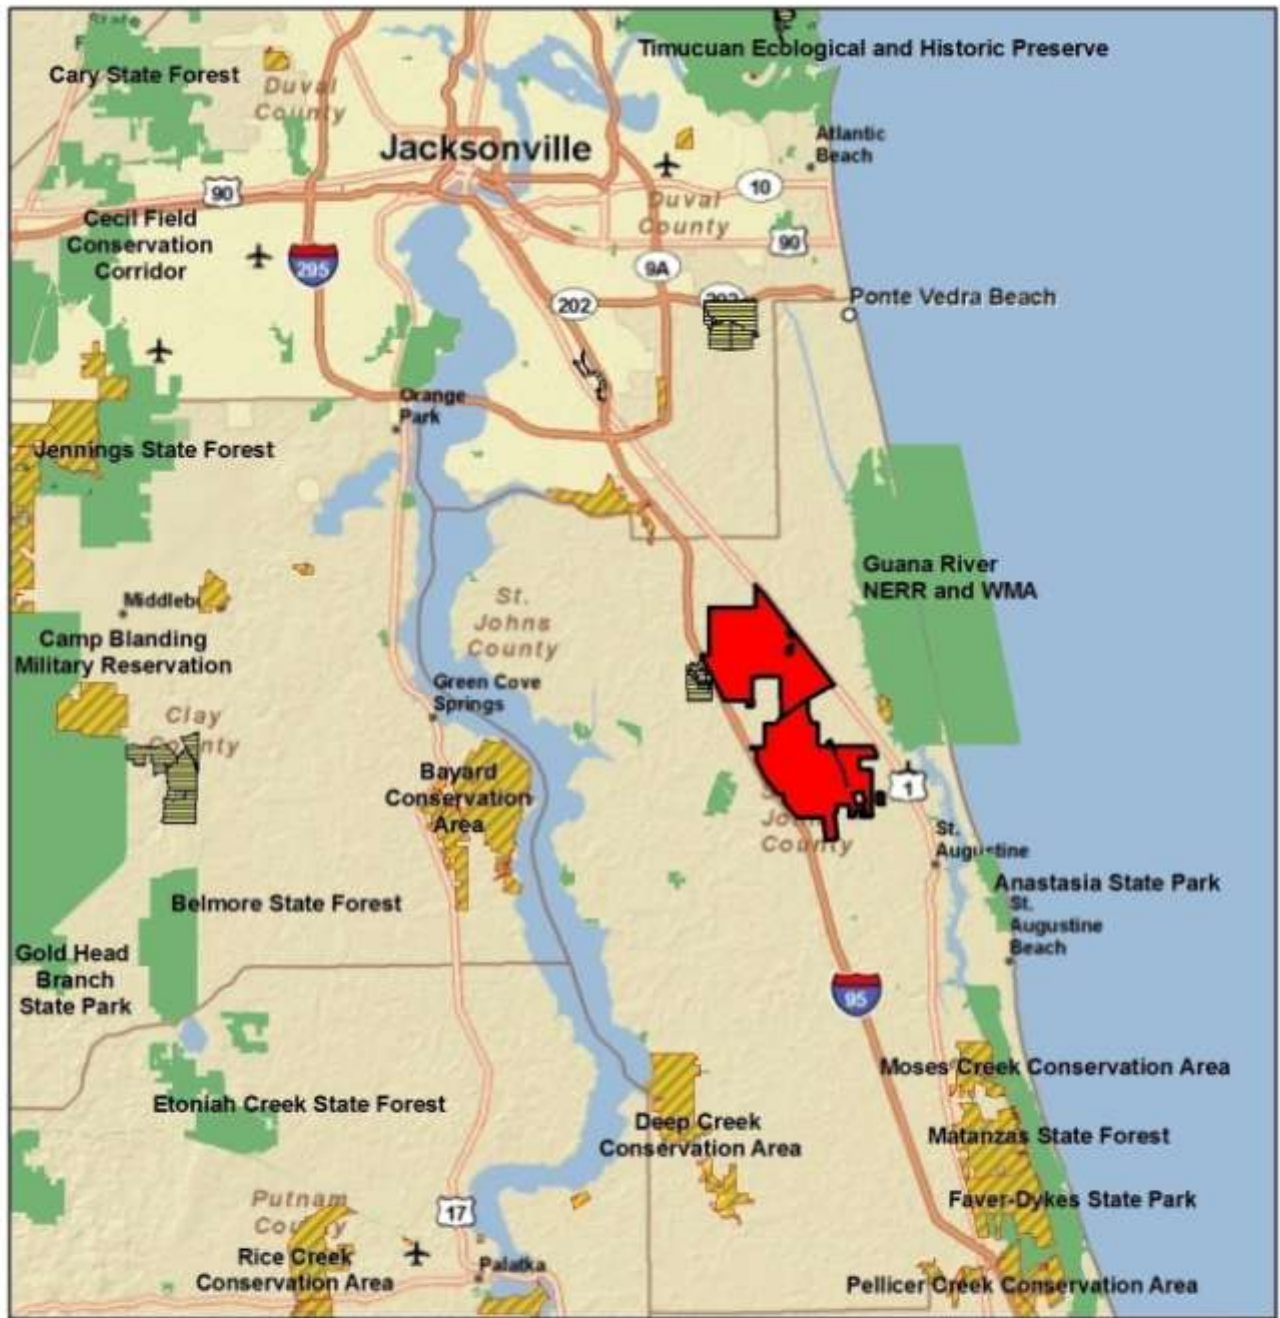 State
F
Cary State Forest
Duval
County
Timucuan Ecological and Historic Preserve
Jacksonville
Atlantic
Beach
90
10
Duval
County
90
Cecil Field
Conservation
Corridor
295
9A
202
202
Ponte Vedra Beach
Orange
Park
Jennings State Forest
Guana River
NERR and WMA
St.
Johns
County
Camp Blanding
Military Reservation
Green Cove
Springs
Clay
County
Bayard
Conservation
Area
1
County
St.
Augustine
Anastasia State Park
St.
Augustine
Beach
Belmore State Forest
Gold Head
Branch
State Park
95
Moses Creek Conservation Area
Etoniah Creek State Forest
Deep Creek
Conservation Area
Matanzas State Forest
Putnam
County
17
Faver-Dykes State Park
Rice Creek
Conservation Area
Palatka
Pellicer Creek Conservation Area